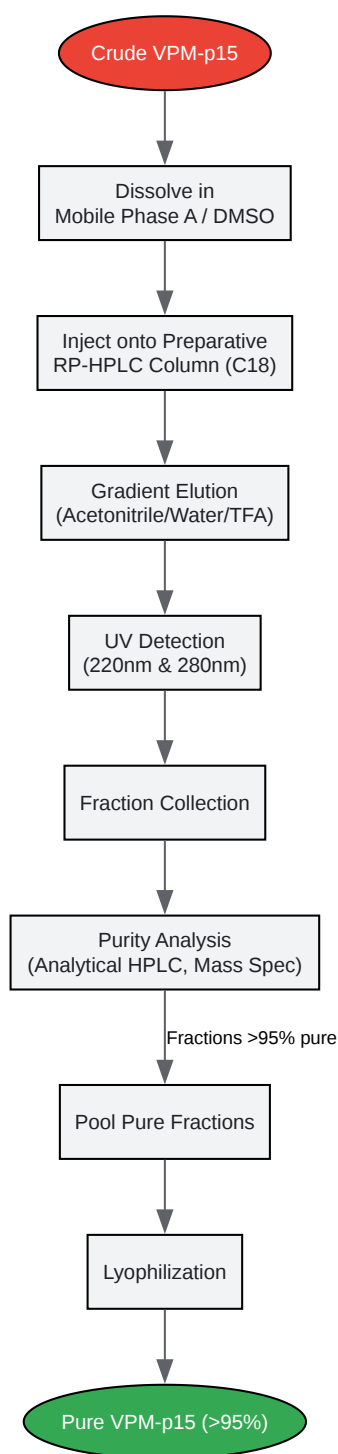 Crude VPM-p15
Dissolve in
Mobile Phase A / DMSO
Inject onto Preparative
RP-HPLC Column (C18)
Gradient Elution
(Acetonitrile/Water/TFA)
UV Detection
(220nm & 280nm)
Fraction Collection
Purity Analysis
(Analytical HPLC, Mass Spec)
Fractions >95% pure
Pool Pure Fractions
Lyophilization
Pure VPM-p15 (>95%)